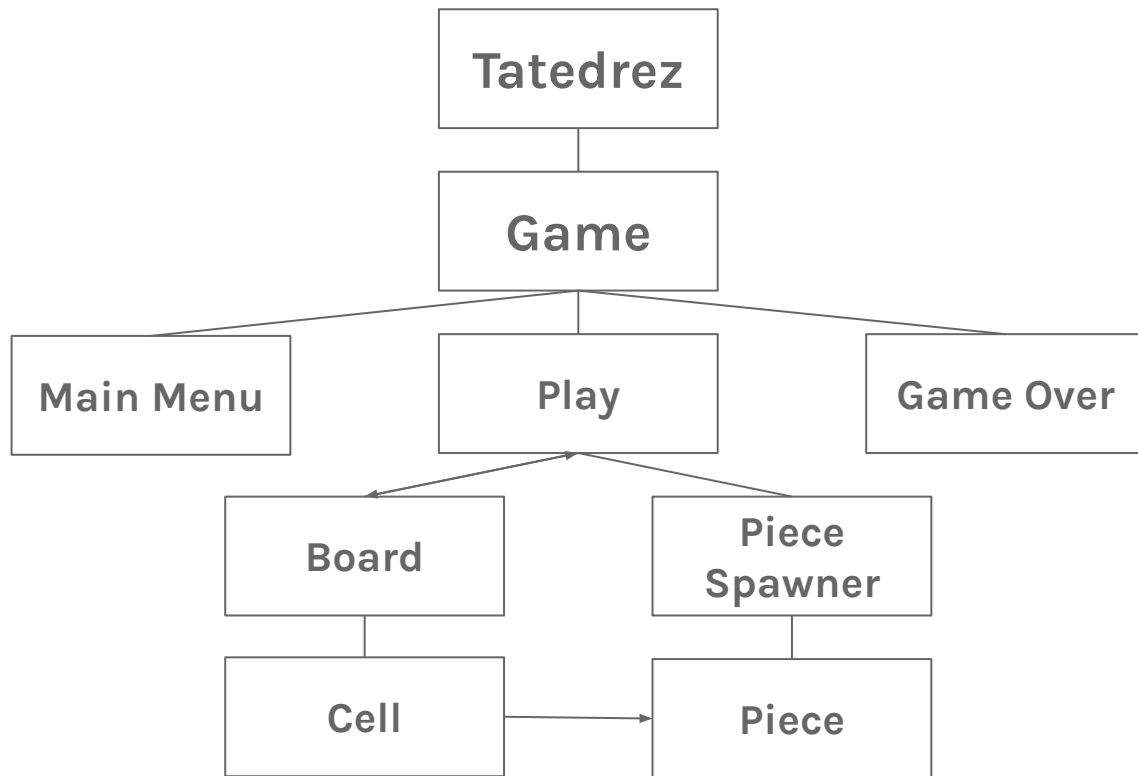 Tatedrez
Game
Main Menu
Play
Game Over
Board
Piece
Spawner
Cell
Piece